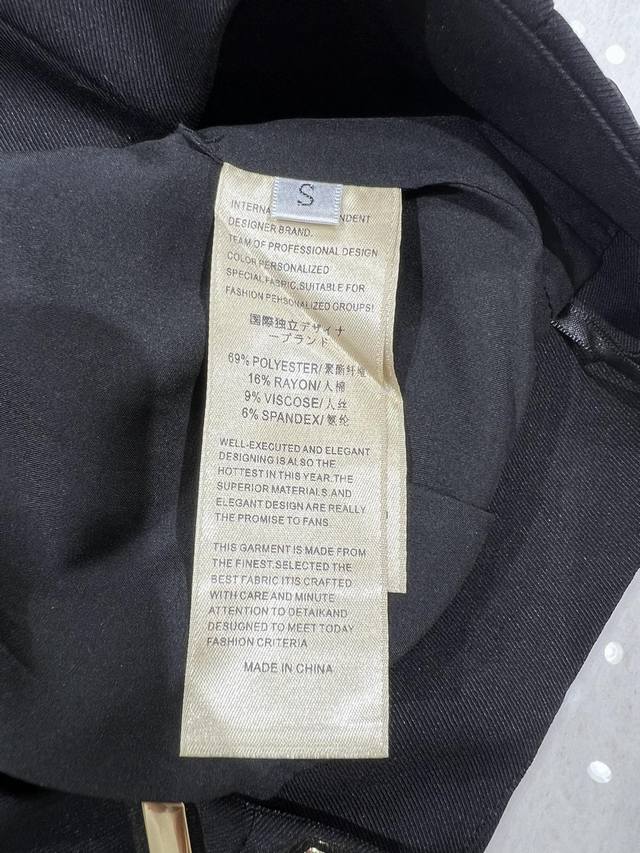 S
INTERNA NDENT
DESIGNER BRAND.
TEAM OF PROFESSIONAL DESIGN
COLOR PERSONALIZED
SPECIAL FABRIC.SUITABLE FOR
FASHION PERSONALIZED GROUPS!
国際独立デザイナ
ーブランド
69% POLYESTER/聚酯纤维
16% RAYON/人棉
9% VISCOSE/人丝
6% SPANDEX/氨纶
WELL-EXECUTED AND ELEGANT
DESIGNING IS ALSO THE
HOTTEST IN THIS YEAR.THE
SUPERIOR MATERIALS AND
ELEGANT DESIGN ARE REALLY
THE PROMISE TO FANS
THIS GARMENT IS MADE FROM
THE FINEST.SELECTED THE
BEST FABRIC ITIS CRAFTED
WITH CARE AND MINUTE
ATTENTION TO DETAIKAND
DESIGNED TO MEET TODAY
FASHION CRITERIA
MADE IN CHINA